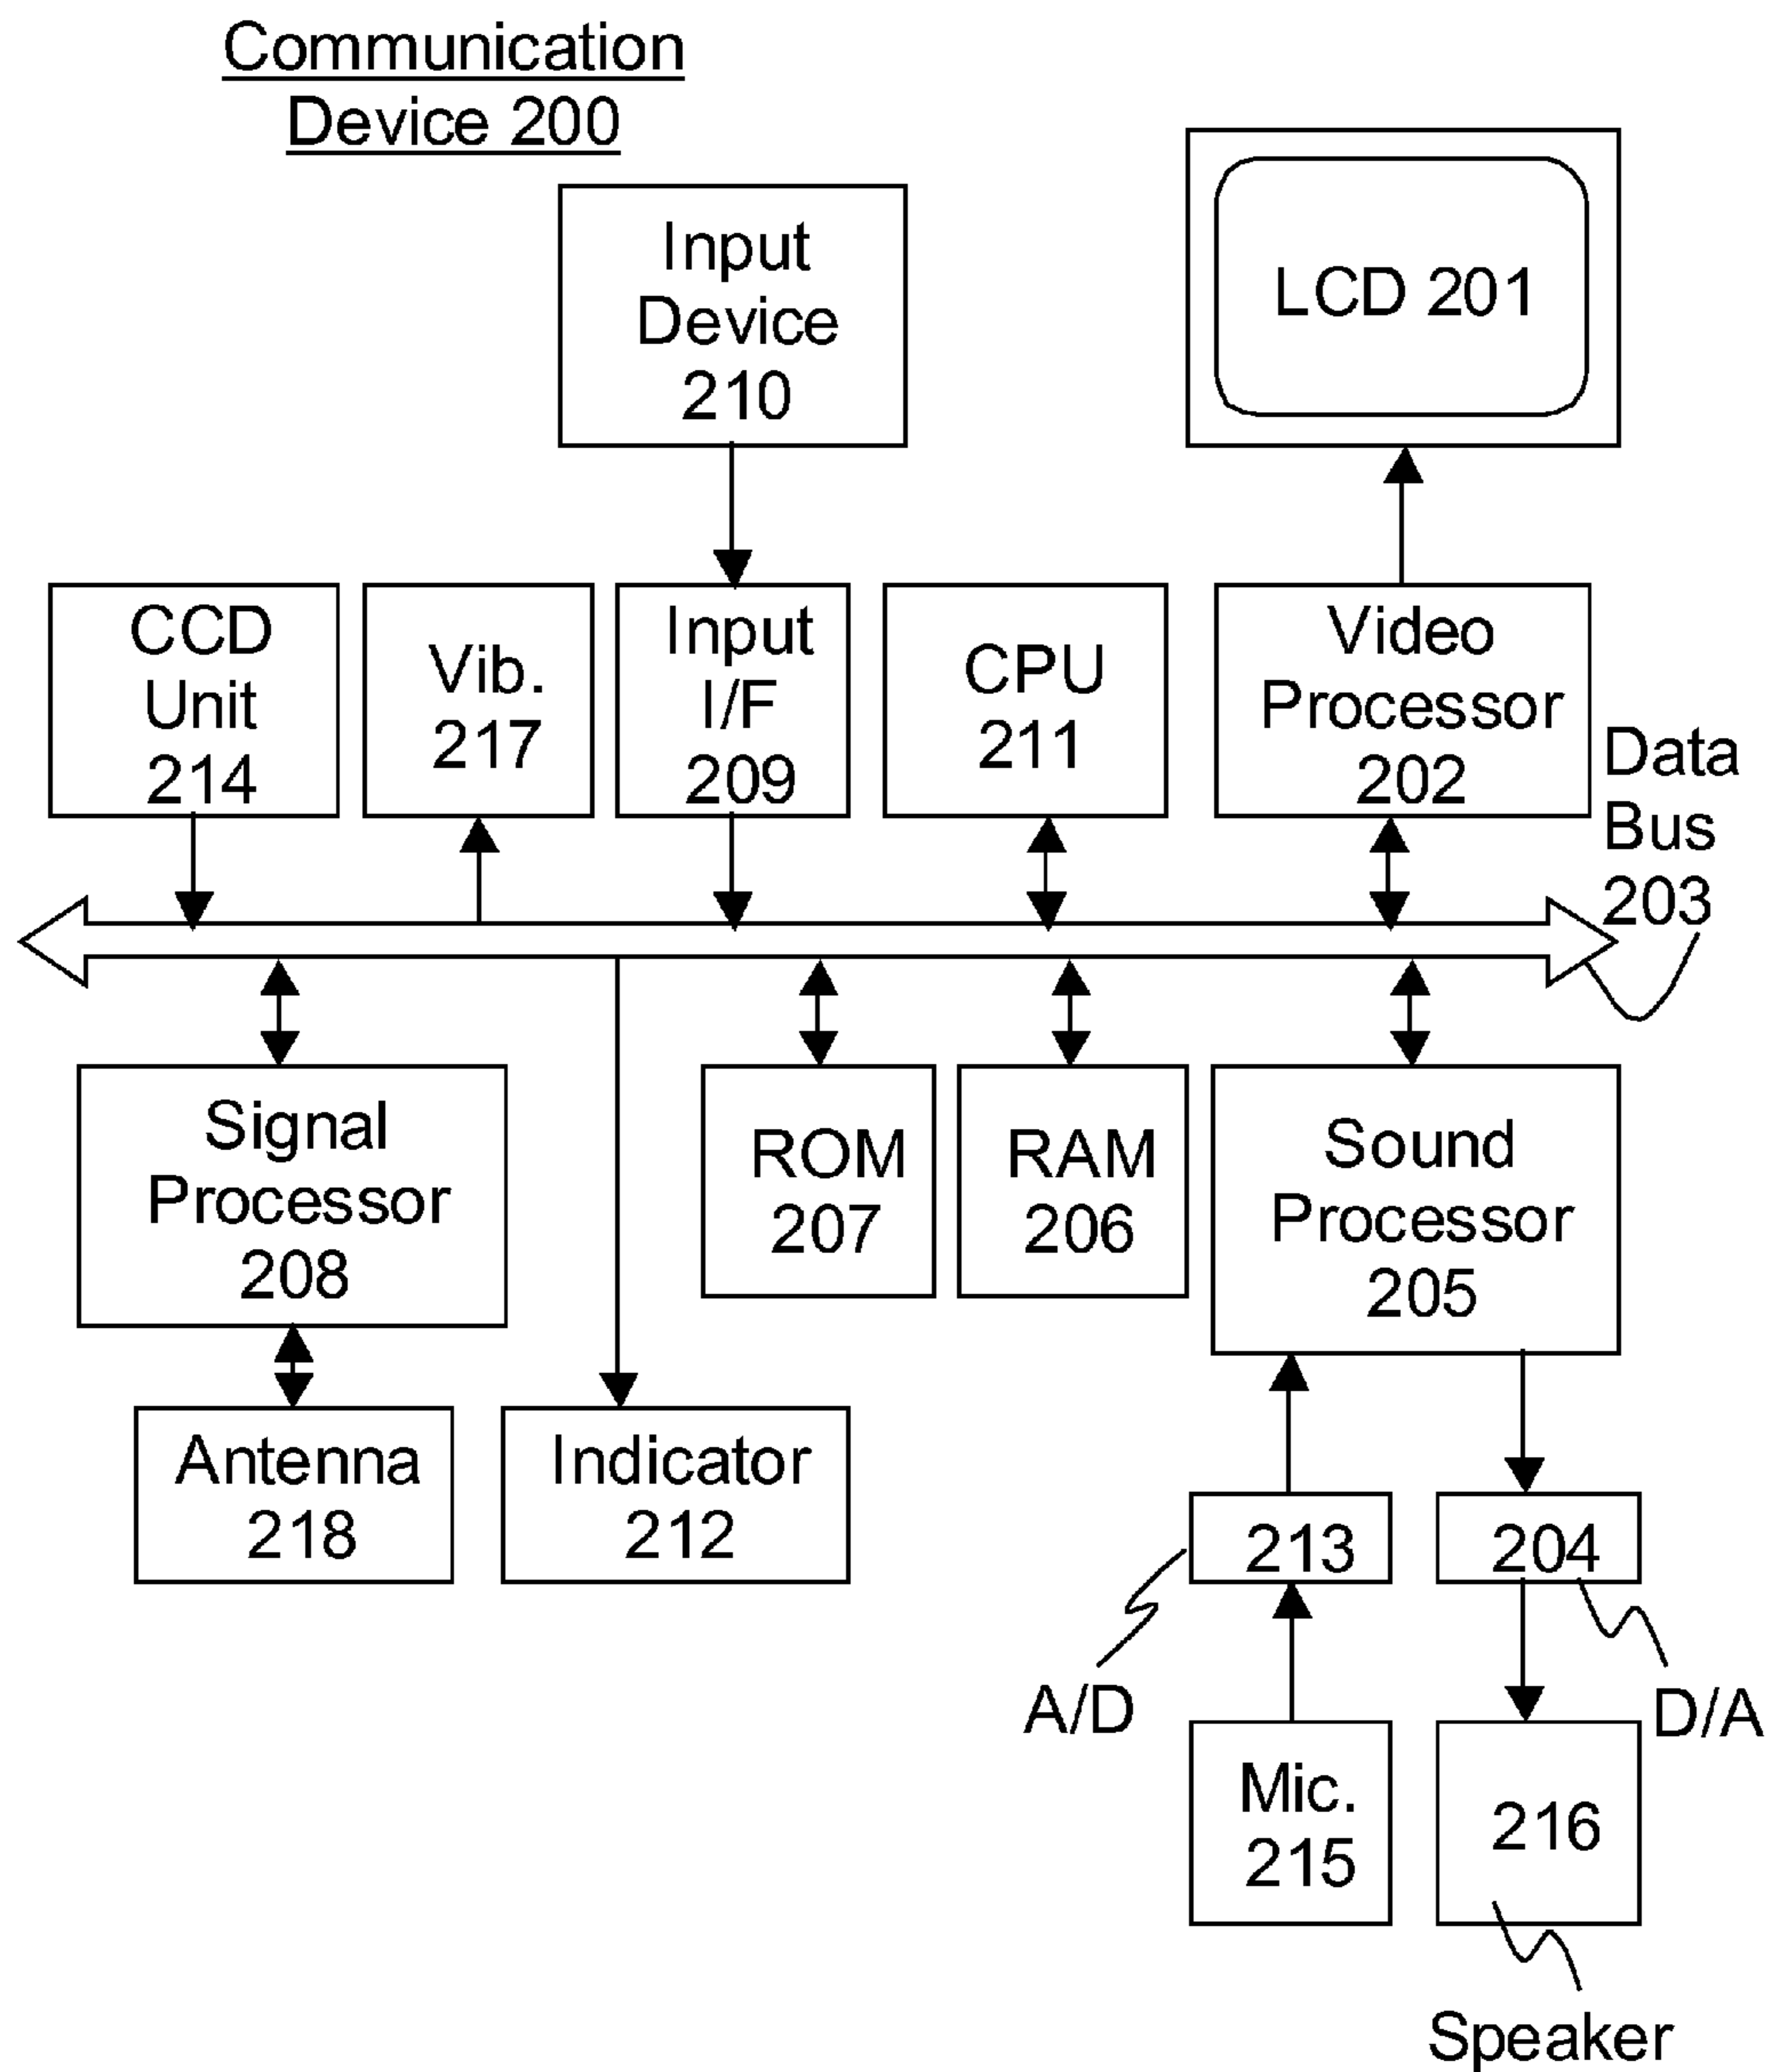 Communication
Device 200
Input
Device
210
LCD 201
CCD
Unit
214
Vib.
217
Input
I/F
209
CPU
211
Video
Processor
202
Data
Bus
203
Signal
Processor
208
ROM
207
RAM
206
Sound
Processor
205
Antenna
218
Indicator
212
213
204
A/D
D/A
Mic.
215
216
Speaker